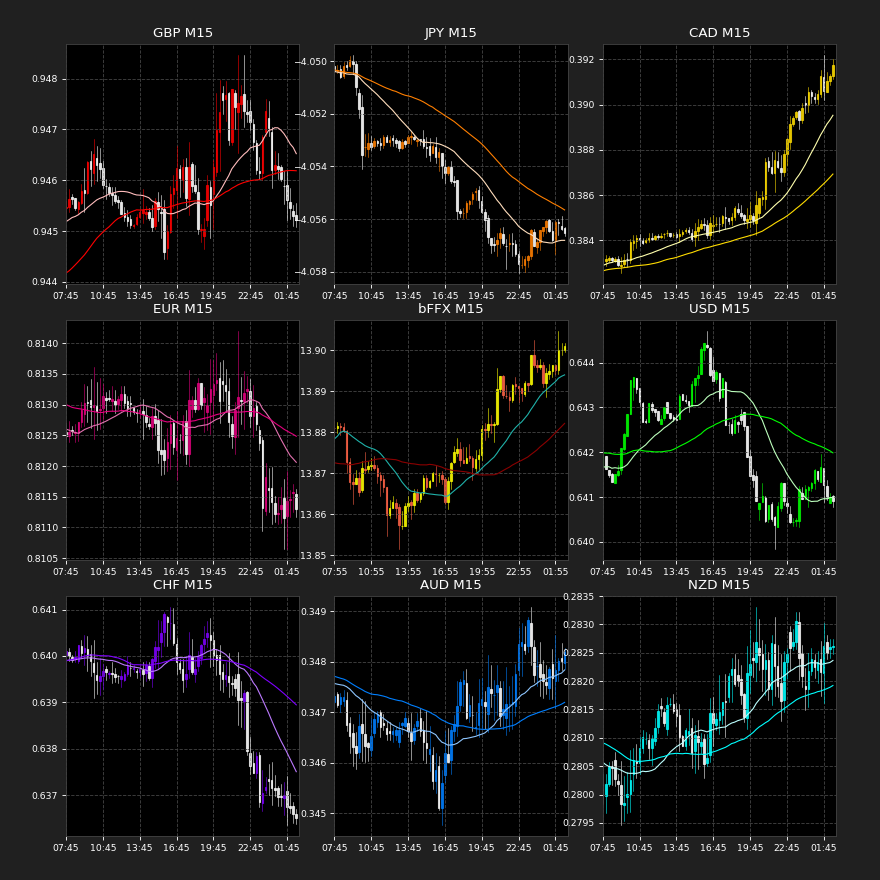 GBP M15
0.948
0.947
0.946
0.945
0.944
07:45 10:45 13:45 16:45 19:45 22:45 01:45
JPY M15
−4.050
−4.052
−4.054
−4.056
−4.058
07:45 10:45 13:45 16:45 19:45 22:45 01:45
CAD M15
0.392
0.390
0.388
0.386
0.384
07:45 10:45 13:45 16:45 19:45 22:45 01:45
EUR M15
0.8140
0.8135
0.8130
0.8125
0.8120
0.8115
0.8110
0.8105
07:45 10:45 13:45 16:45 19:45 22:45 01:45
bFFX M15
13.90
13.89
13.88
13.87
13.86
13.85
07:55 10:55 13:55 16:55 19:55 22:55 01:55
USD M15
0.644
0.643
0.642
0.641
0.640
07:45 10:45 13:45 16:45 19:45 22:45 01:45
CHF M15
0.641
0.640
0.639
0.638
0.637
07:45 10:45 13:45 16:45 19:45 22:45 01:45
AUD M15
0.349
0.348
0.347
0.346
0.345
07:45 10:45 13:45 16:45 19:45 22:45 01:45
NZD M15
0.2835
0.2830
0.2825
0.2820
0.2815
0.2810
0.2805
0.2800
0.2795
07:45 10:45 13:45 16:45 19:45 22:45 01:45